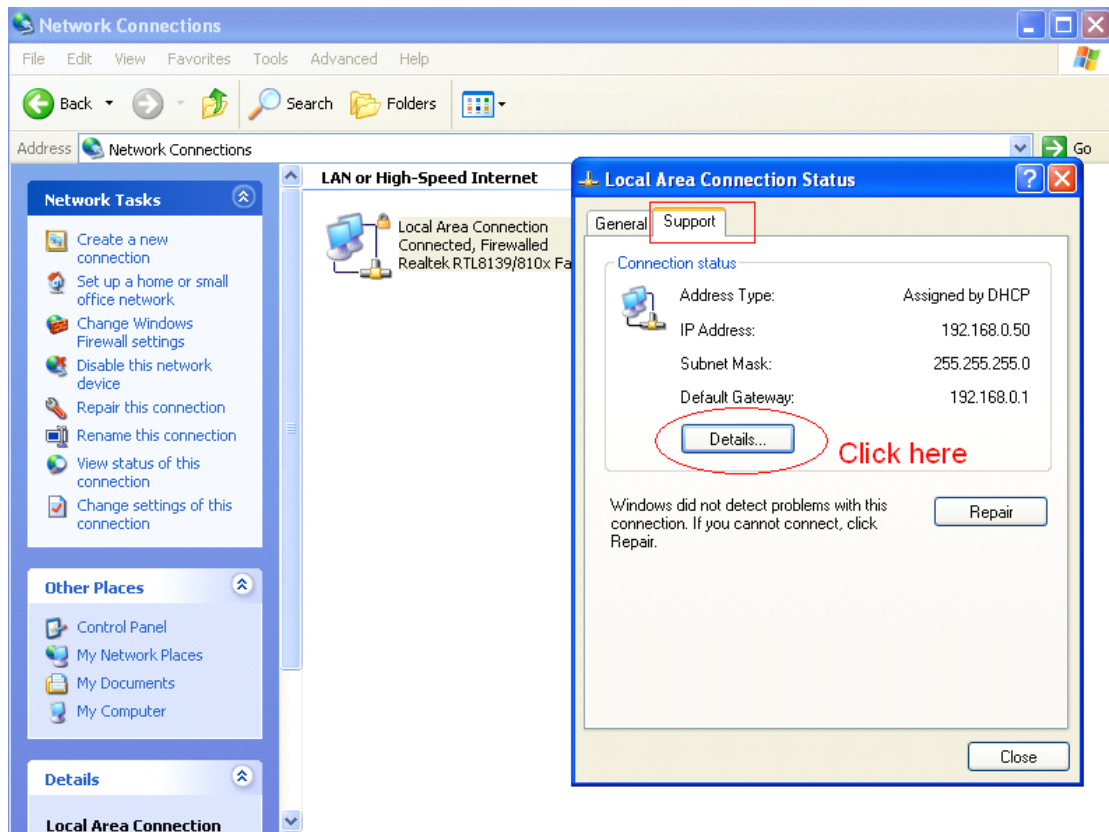 Network Connections
File Edit View Favorites Tools Advanced Help
Back Search Folders
Address Network Connections Go
Network Tasks
Create a new
connection
Set up a home or small
office network
Change Windows
Firewall settings
Disable this network
device
Repair this connection
Rename this connection
View status of this
connection
Change settings of this
connection
Other Places
Control Panel
My Network Places
My Documents
My Computer
Details
Local Area Connection
LAN or High-Speed Internet
Local Area Connection
Connected, Firewalled
Realtek RTL8139/810x Fa
Local Area Connection Status
General Support
Connection status
Address Type: Assigned by DHCP
IP Address: 192.168.0.50
Subnet Mask: 255.255.255.0
Default Gateway: 192.168.0.1
Details... Click here
Windows did not detect problems with this
connection. If you cannot connect, click
Repair.
Repair
Close